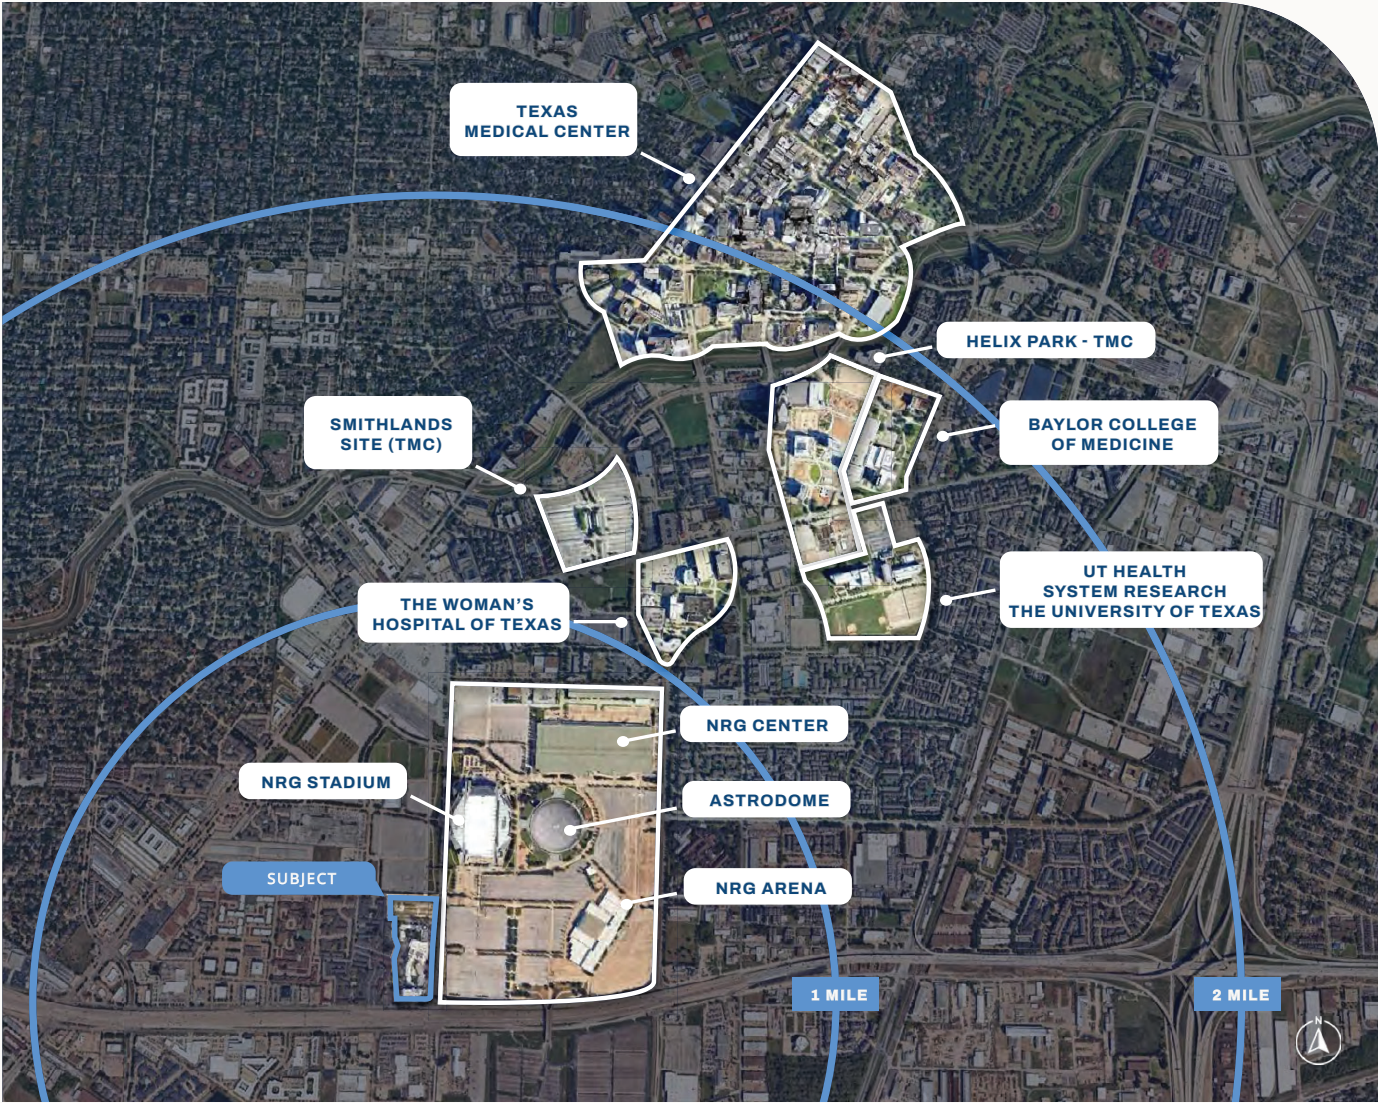 TEXAS
MEDICAL CENTER
HELIX PARK - TMC
SMITHLANDS
SITE (TMC)
BAYLOR COLLEGE
OF MEDICINE
UT HEALTH
SYSTEM RESEARCH
THE UNIVERSITY OF TEXAS
THE WOMAN'S
HOSPITAL OF TEXAS
NRG CENTER
NRG STADIUM
ASTRODOME
SUBJECT
NRG ARENA
1 MILE
2 MILE
N